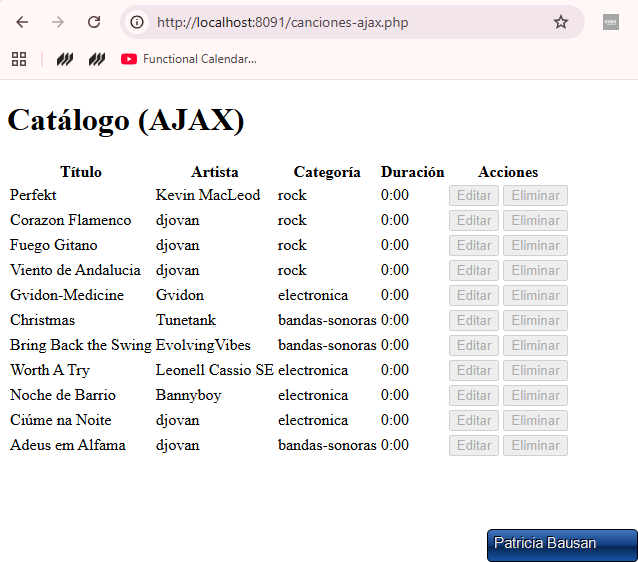 http://localhost:8091/canciones-ajax.php
Functional Calendar...
Catálogo (AJAX)
Título Artista Categoría Duración Acciones
Perfekt Kevin MacLeod rock 0:00 Editar Eliminar
Corazon Flamenco djovan rock 0:00 Editar Eliminar
Fuego Gitano djovan rock 0:00 Editar Eliminar
Viento de Andalucia djovan rock 0:00 Editar Eliminar
Gvidon-Medicine Gvidon electronica 0:00 Editar Eliminar
Christmas Tunetank bandas-sonoras 0:00 Editar Eliminar
Bring Back the Swing EvolvingVibes bandas-sonoras 0:00 Editar Eliminar
Worth A Try Leonell Cassio SE electronica 0:00 Editar Eliminar
Noche de Barrio Bannyboy electronica 0:00 Editar Eliminar
Ciúme na Noite djovan electronica 0:00 Editar Eliminar
Adeus em Alfama djovan bandas-sonoras 0:00 Editar Eliminar
Patricia Bausan